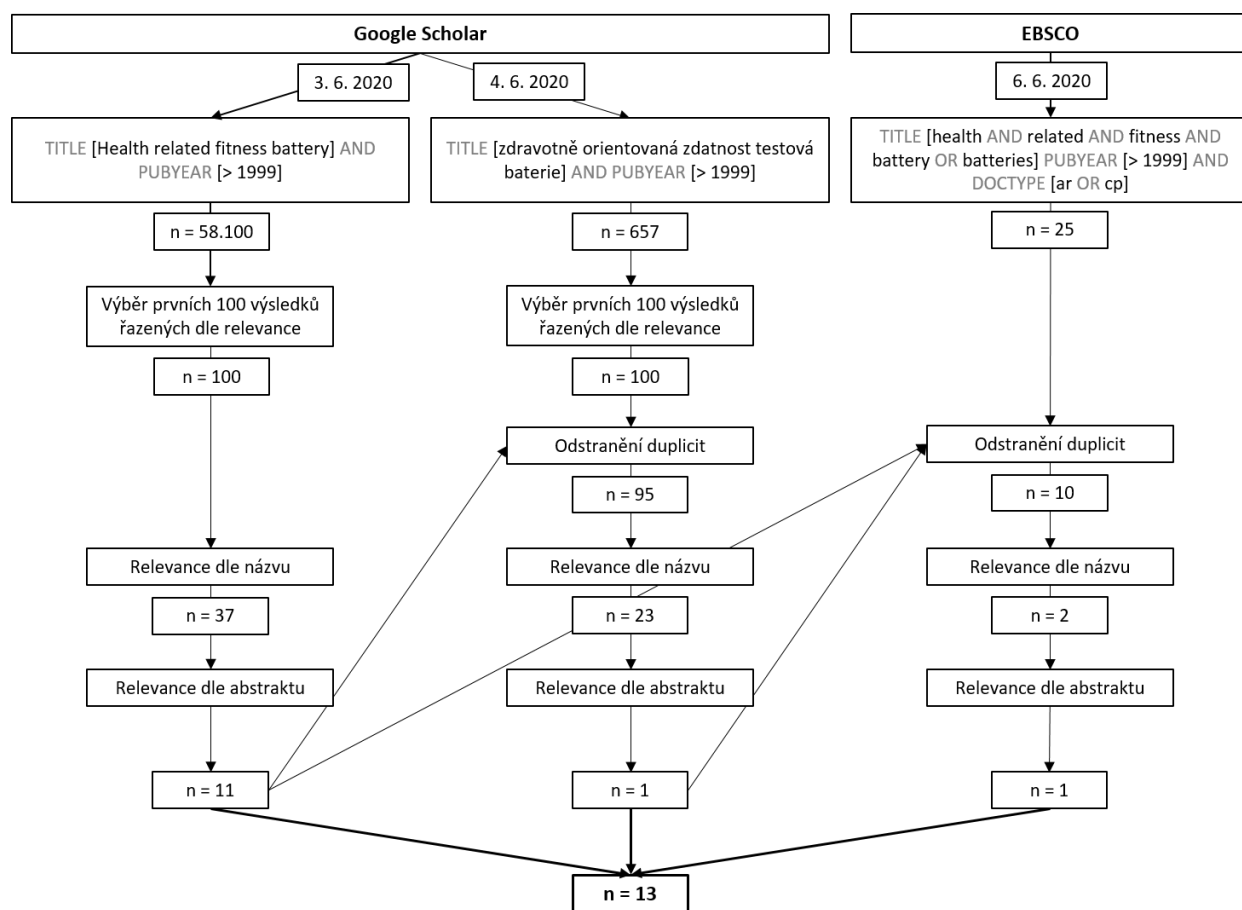 Google Scholar
3. 6. 2020
4. 6. 2020
TITLE [Health related fitness battery] AND
PUBYEAR [> 1999]
TITLE [zdravotně orientovaná zdatnost testová
baterie] AND PUBYEAR [> 1999]
n = 58.100
n = 657
Výběr prvních 100 výsledků
řazených dle relevance
Výběr prvních 100 výsledků
řazených dle relevance
n = 100
n = 100
Odstranění duplicit
n = 95
Relevance dle názvu
Relevance dle názvu
n = 37
n = 23
Relevance dle abstraktu
Relevance dle abstraktu
n = 11
n = 1
EBSCO
6. 6. 2020
TITLE [health AND related AND fitness AND
battery OR batteries] PUBYEAR [> 1999] AND
DOCTYPE [ar OR cp]
n = 25
Odstranění duplicit
n = 10
Relevance dle názvu
n = 2
Relevance dle abstraktu
n = 1
n = 13